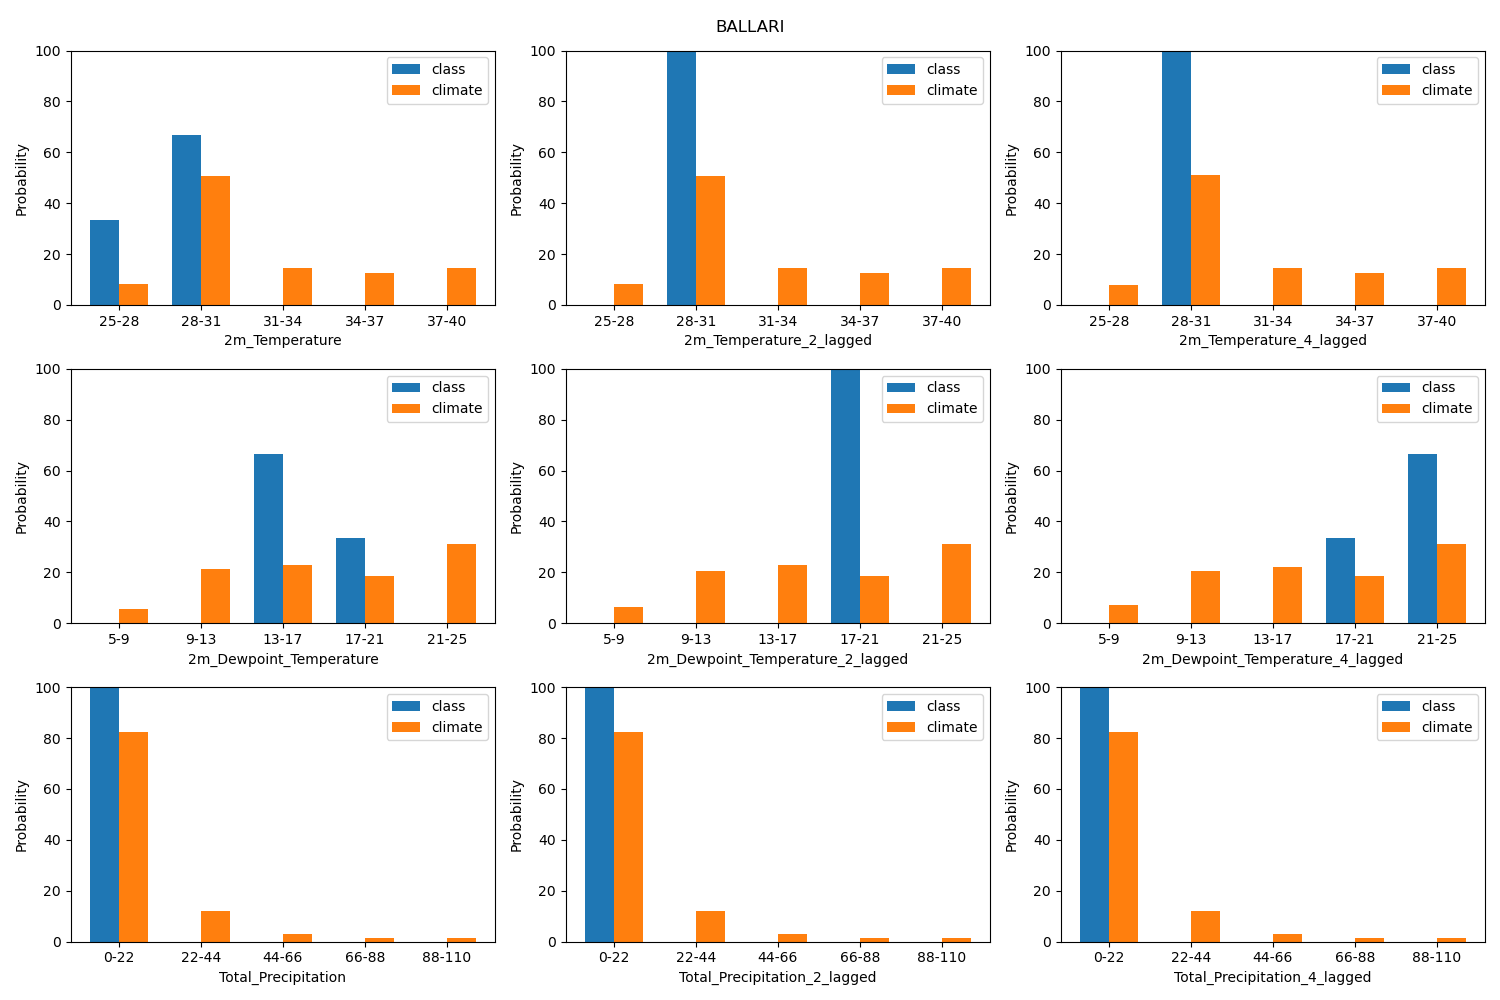 BALLARI
100
80
60
40
20
0
Probability
class
climate
25-28 28-31 31-34 34-37 37-40
2m_Temperature
100
80
60
40
20
0
Probability
class
climate
25-28 28-31 31-34 34-37 37-40
2m_Temperature_2_lagged
100
80
60
40
20
0
Probability
class
climate
25-28 28-31 31-34 34-37 37-40
2m_Temperature_4_lagged
100
80
60
40
20
0
Probability
class
climate
5-9 9-13 13-17 17-21 21-25
2m_Dewpoint_Temperature
100
80
60
40
20
0
Probability
class
climate
5-9 9-13 13-17 17-21 21-25
2m_Dewpoint_Temperature_2_lagged
100
80
60
40
20
0
Probability
class
climate
5-9 9-13 13-17 17-21 21-25
2m_Dewpoint_Temperature_4_lagged
100
80
60
40
20
0
Probability
class
climate
0-22 22-44 44-66 66-88 88-110
Total_Precipitation
100
80
60
40
20
0
Probability
class
climate
0-22 22-44 44-66 66-88 88-110
Total_Precipitation_2_lagged
100
80
60
40
20
0
Probability
class
climate
0-22 22-44 44-66 66-88 88-110
Total_Precipitation_4_lagged